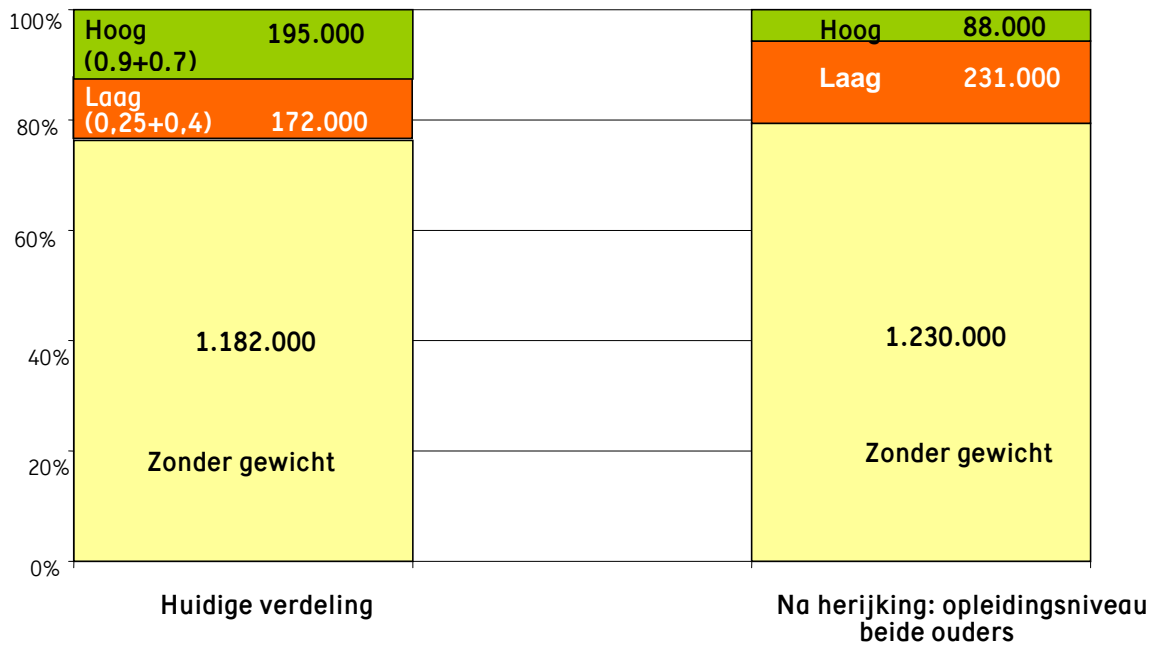 100%
Hoog 195.000
(0.9+0.7)
Hoog 88.000
Laag
(0,25+0,4) 172.000
Laag 231.000
80%
60%
1.182.000
1.230.000
40%
Zonder gewicht
Zonder gewicht
20%
0%
Huidige verdeling
Na herijking: opleidingsniveau
beide ouders